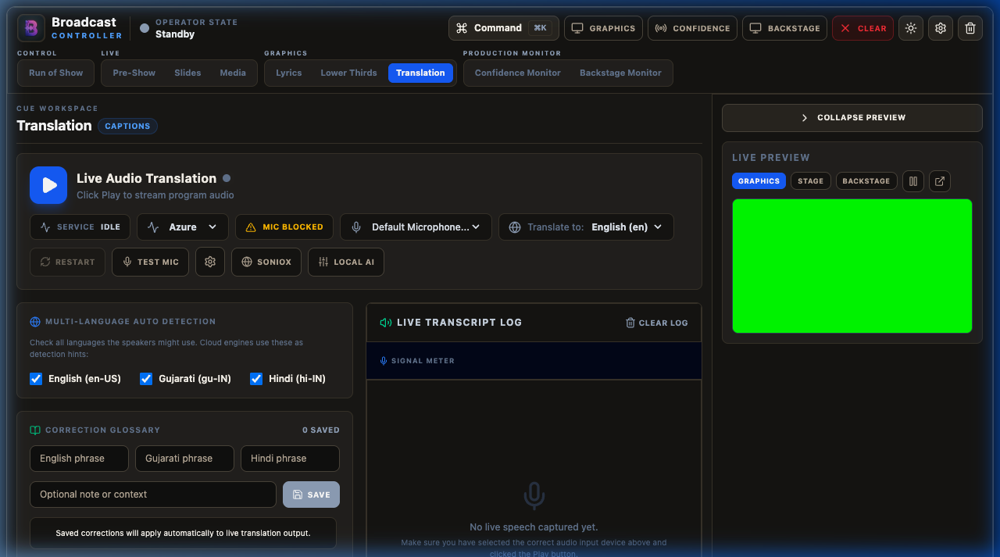 Broadcast
CONTROLLER
OPERATOR STATE
Standby
Command ⌘K
GRAPHICS
CONFIDENCE
BACKSTAGE
CLEAR
CONTROL
LIVE
GRAPHICS
PRODUCTION MONITOR
Run of Show
Pre-Show Slides Media
Lyrics Lower Thirds Translation
Confidence Monitor Backstage Monitor
CUE WORKSPACE
Translation CAPTIONS
Live Audio Translation
Click Play to stream program audio
SERVICE IDLE
Azure
MIC BLOCKED
Default Microphone...
Translate to: English (en)
RESTART
TEST MIC
SONIOX
LOCAL AI
MULTI-LANGUAGE AUTO DETECTION
Check all languages the speakers might use. Cloud engines use these as
detection hints:
English (en-US) Gujarati (gu-IN) Hindi (hi-IN)
CORRECTION GLOSSARY 0 SAVED
English phrase Gujarati phrase Hindi phrase
Optional note or context SAVE
Saved corrections will apply automatically to live translation output.
LIVE TRANSCRIPT LOG CLEAR LOG
SIGNAL METER
No live speech captured yet.
Make sure you have selected the correct audio input device above and
clicked the Play button.
COLLAPSE PREVIEW
LIVE PREVIEW
GRAPHICS STAGE BACKSTAGE